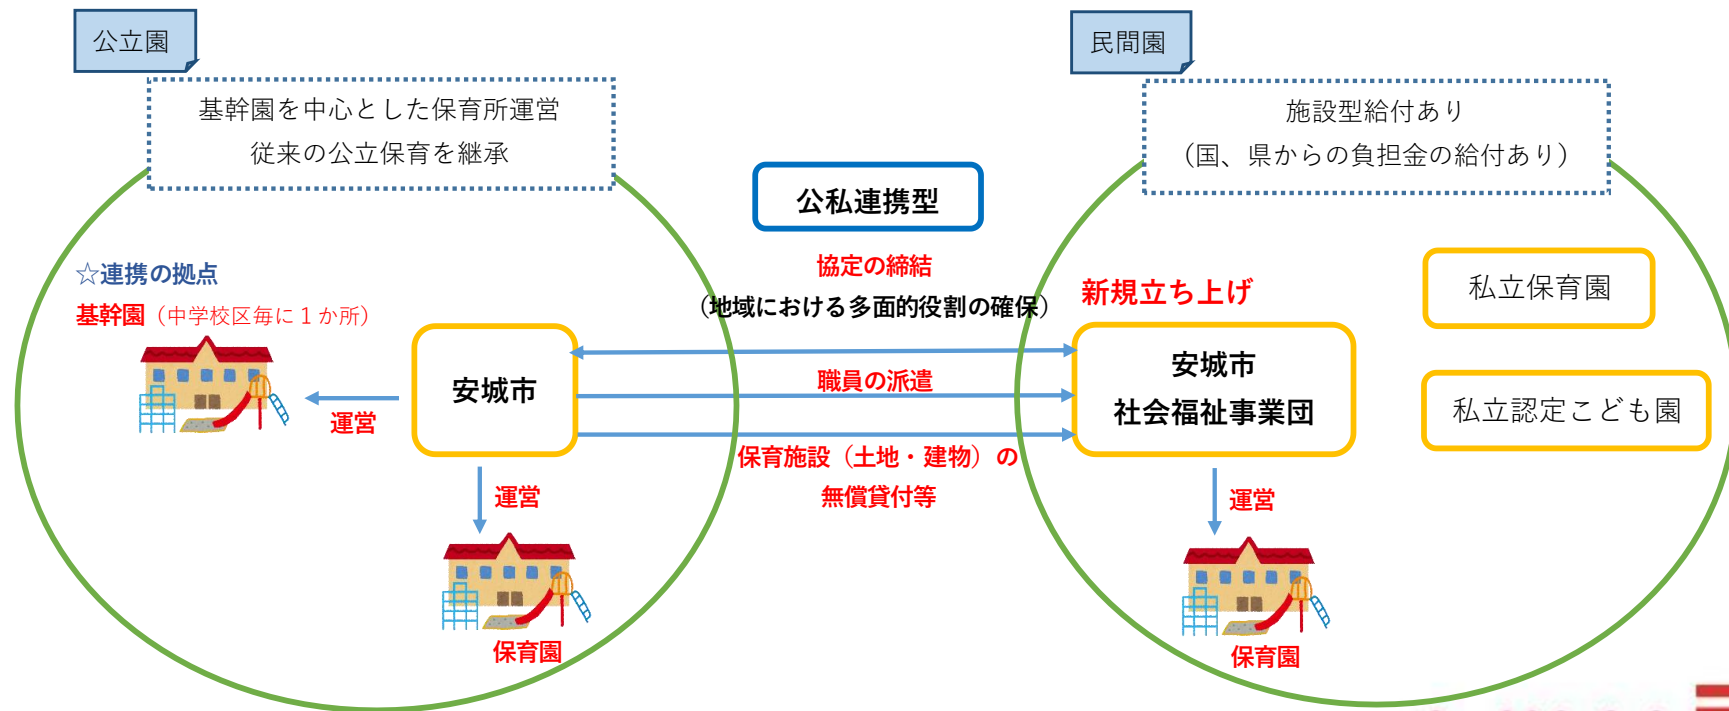 公立園
基幹園を中心とした保育所運営
従来の公立保育を継承
☆連携の拠点
基幹園（中学校区毎に１か所）
運営
安城市
運営
保育園
公私連携型
協定の締結
（地域における多面的役割の確保）
職員の派遣
保育施設（土地・建物）の
無償貸付等
民間園
施設型給付あり
（国、県からの負担金の給付あり）
新規立ち上げ
安城市
社会福祉事業団
運営
保育園
私立保育園
私立認定こども園